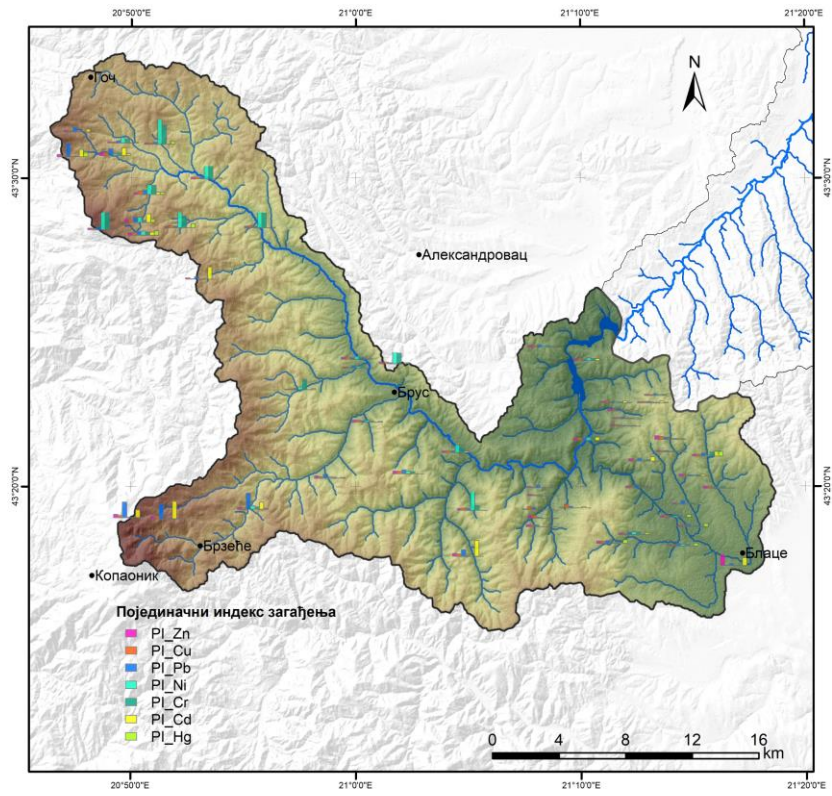 20°50'0"E 21°0'0"E 21°10'0"E 21°20'0"E
N
Гоч
43°30'0"N 43°30'0"N
Александровац
Брус
43°20'0"N 43°20'0"N
Брзеће
Блаце
Копаоник
Појединачни индекс загађења
PI_Zn
PI_Cu
PI_Pb
PI_Ni
PI_Cr
PI_Cd
PI_Hg
0 4 8 12 16
km
20°50'0"E 21°0'0"E 21°10'0"E 21°20'0"E